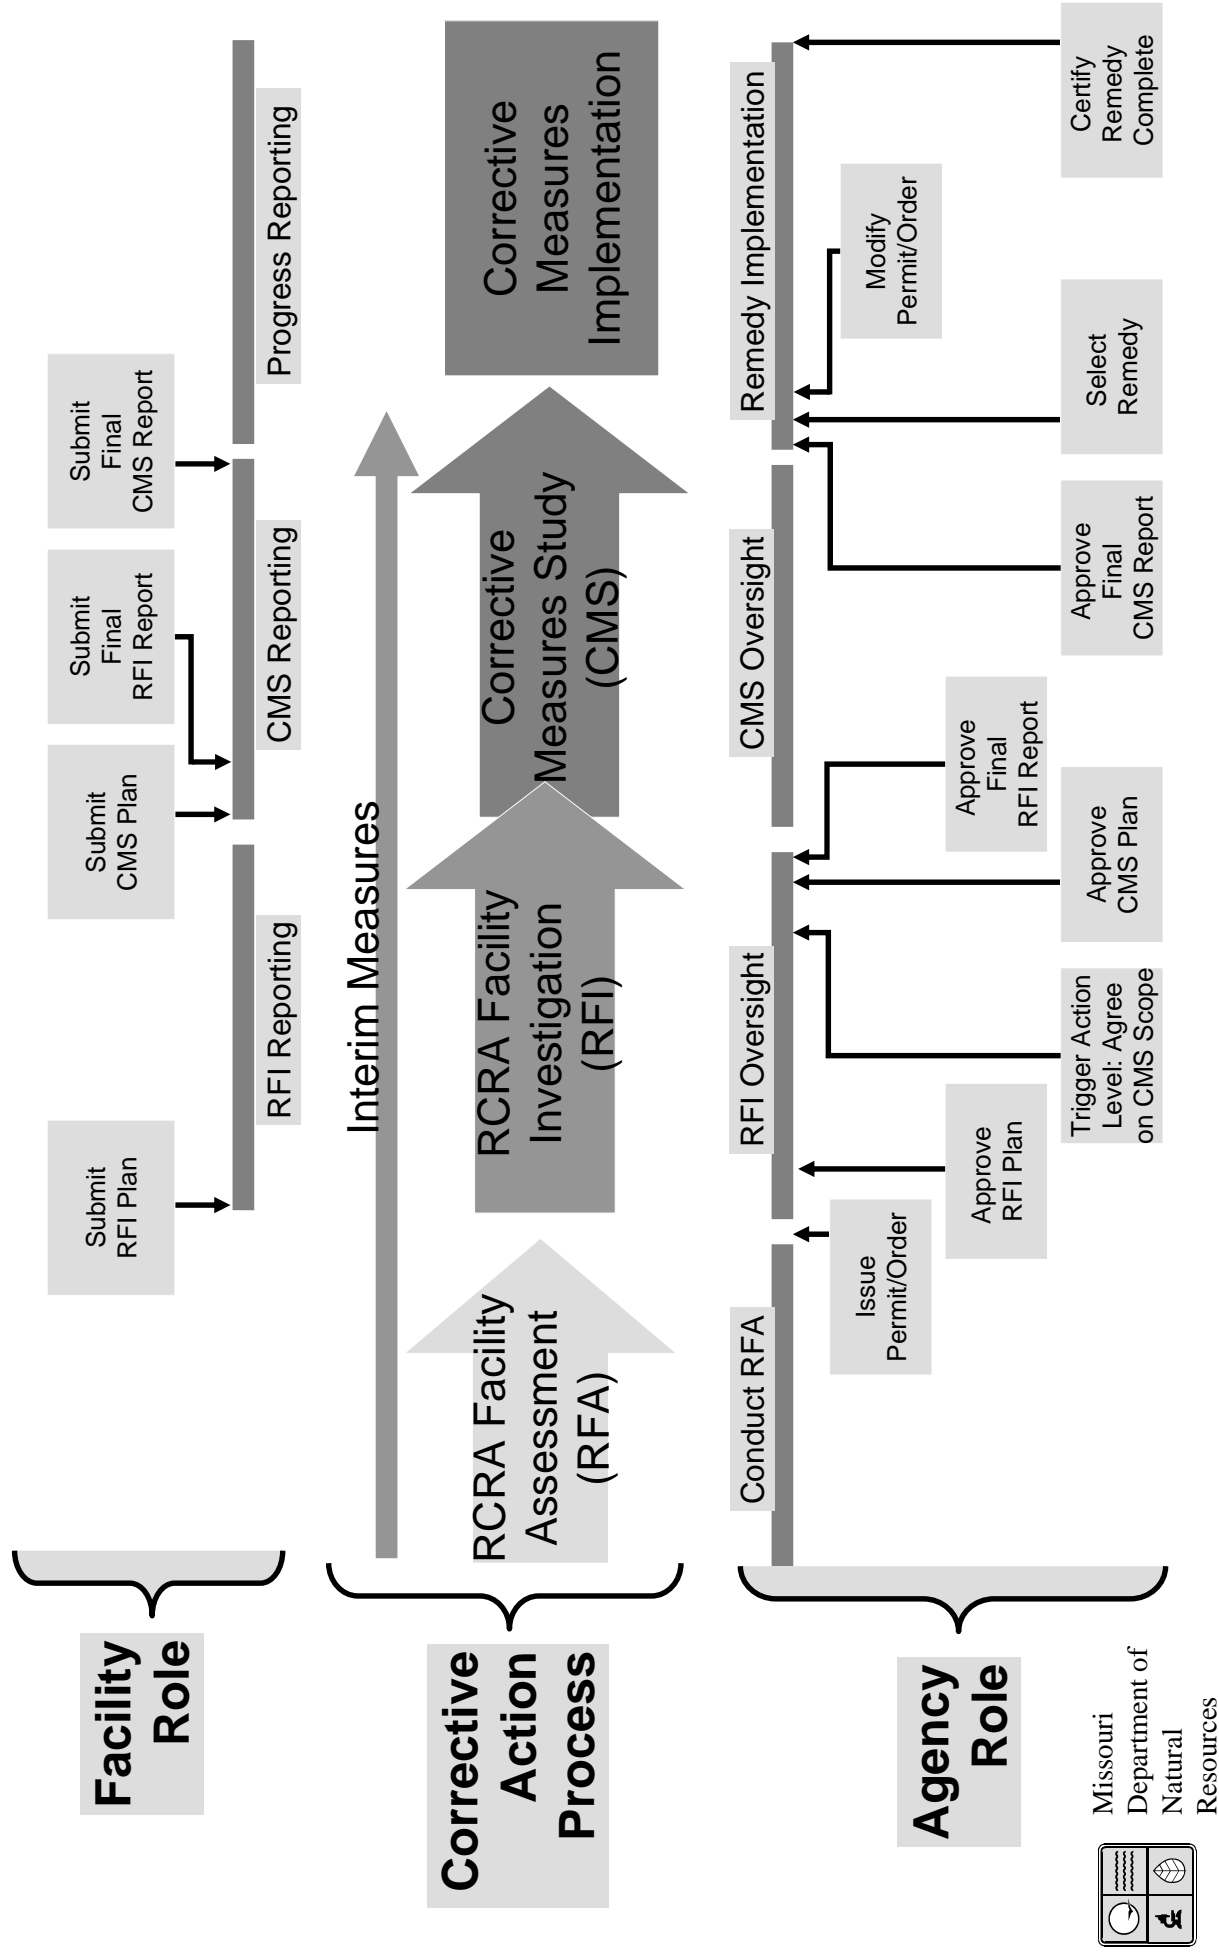 Facility
Role
Submit
RFI Plan
Submit
CMS Plan
Submit
Final
RFI Report
Submit
Final
CMS Report
RFI Reporting
CMS Reporting
Progress Reporting
Corrective
Action
Process
Interim Measures
RCRA Facility
Assessment
(RFA)
RCRA Facility
Investigation
(RFI)
Corrective
Measures Study
(CMS)
Corrective
Measures
Implementation
Agency
Role
Conduct RFA
RFI Oversight
CMS Oversight
Remedy Implementation
Issue
Permit/Order
Modify
Permit/Order
Approve
RFI Plan
Approve
Final
RFI Report
Trigger Action
Level: Agree
on CMS Scope
Approve
CMS Plan
Approve
Final
CMS Report
Select
Remedy
Certify
Remedy
Complete
Missouri
Department of
Natural
Resources